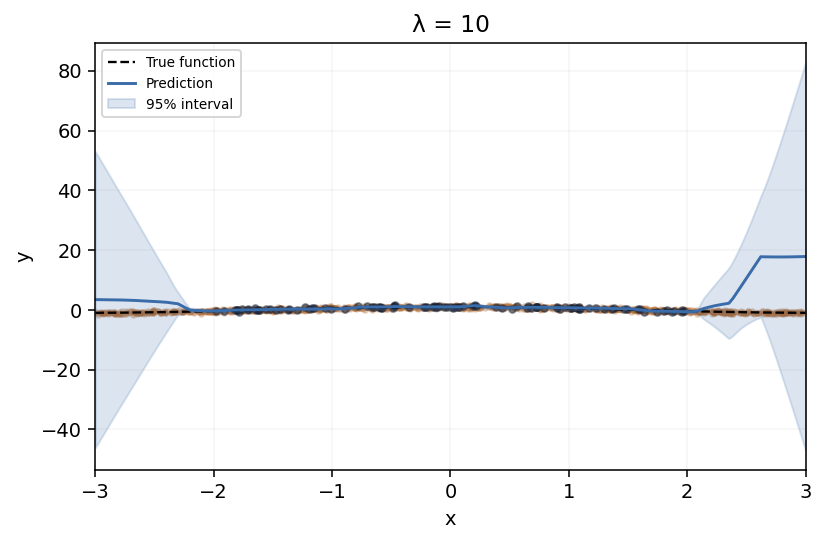 λ = 10
True function
Prediction
95% interval
80
60
40
20
0
−20
−40
y
−3
−2
−1
0
1
2
3
x